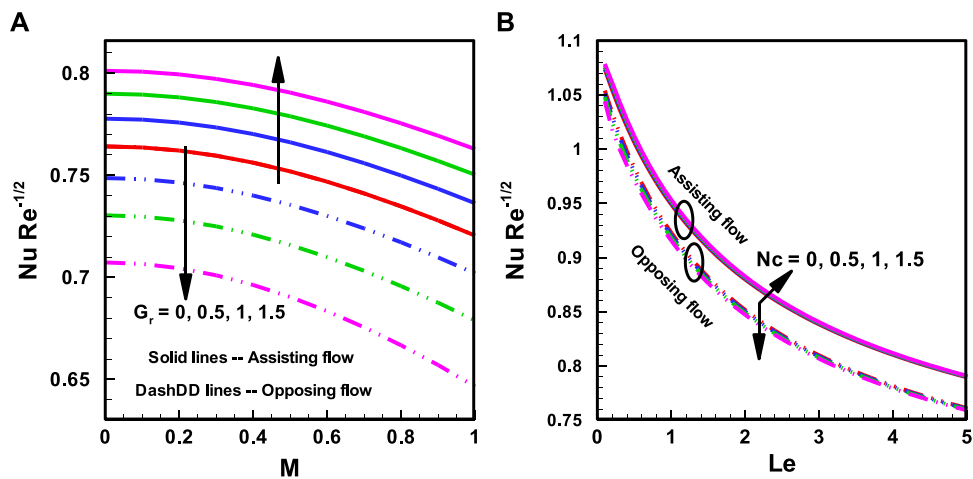 A
Nu Re^-1/2
0.8
0.75
0.7
0.65
G_r = 0, 0.5, 1, 1.5
Solid lines -- Assisting flow
DashDD lines -- Opposing flow
0 0.2 0.4 0.6 0.8 1
M
B
Nu Re^-1/2
1.1
1.05
1
0.95
0.9
0.85
0.8
0.75
Assisting flow
Opposing flow
Nc = 0, 0.5, 1, 1.5
0 1 2 3 4 5
Le